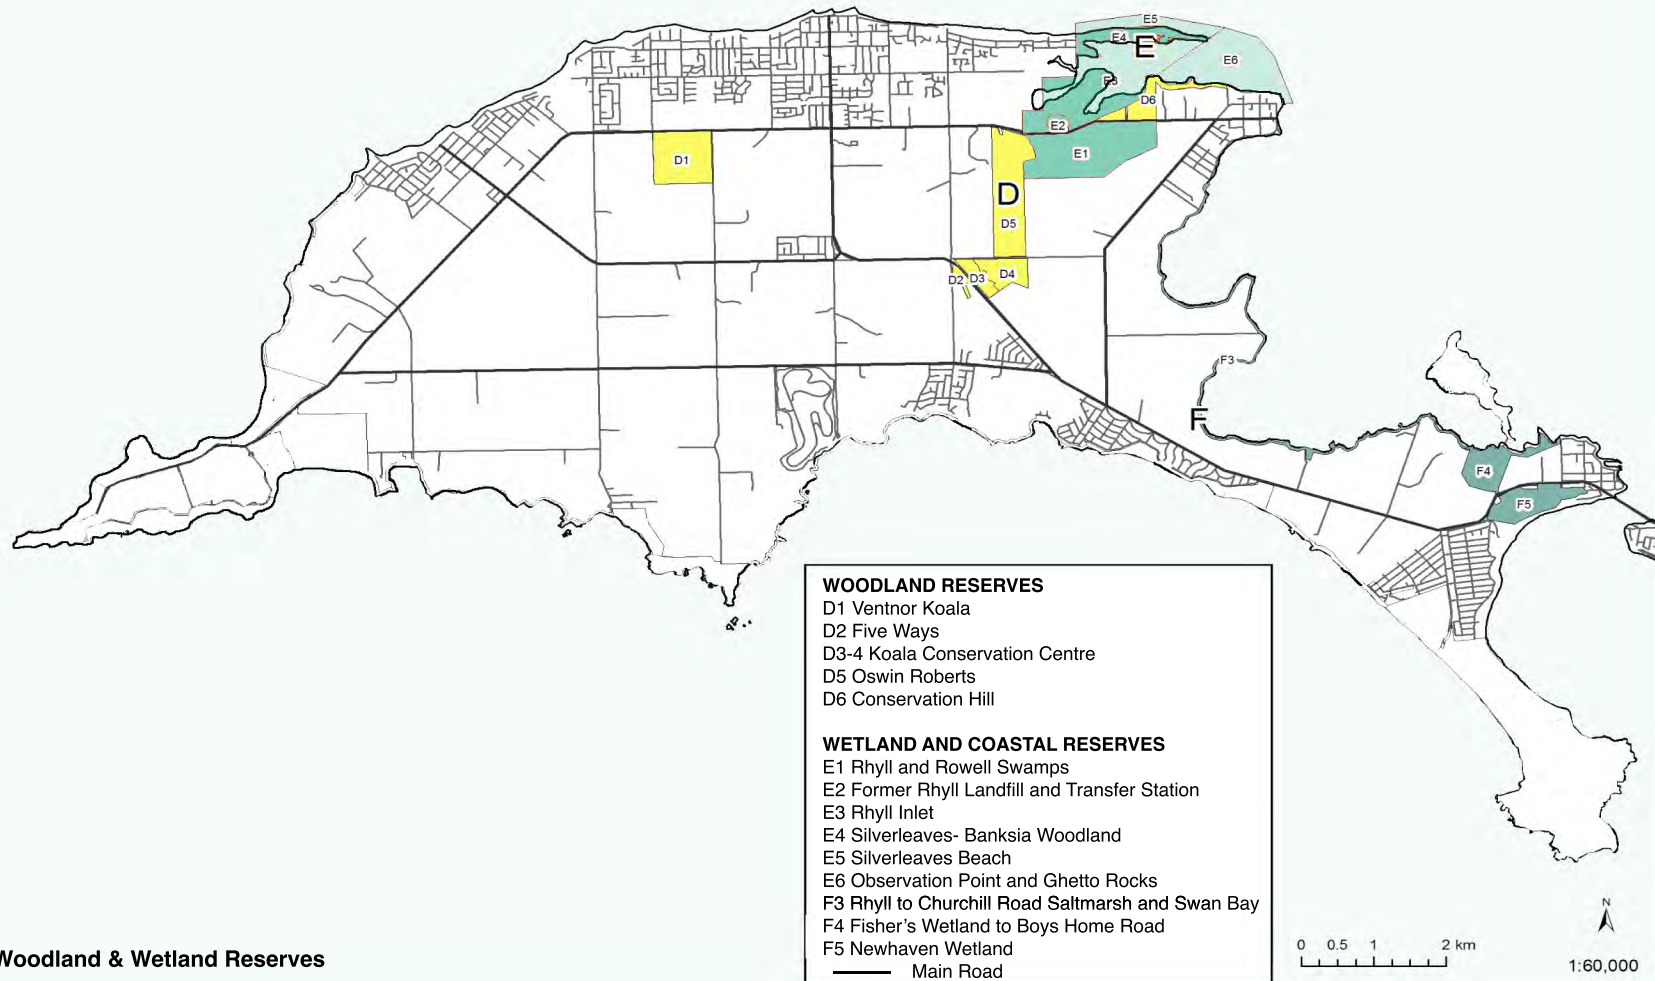 E5
E4
E
E6
E3
D6
E2
E1
D1
D
D5
D2
D3
D4
F3
F
F4
F5
WOODLAND RESERVES
D1 Ventnor Koala
D2 Five Ways
D3-4 Koala Conservation Centre
D5 Oswin Roberts
D6 Conservation Hill
WETLAND AND COASTAL RESERVES
E1 Rhyll and Rowell Swamps
E2 Former Rhyll Landfill and Transfer Station
E3 Rhyll Inlet
E4 Silverleaves- Banksia Woodland
E5 Silverleaves Beach
E6 Observation Point and Ghetto Rocks
F3 Rhyll to Churchill Road Saltmarsh and Swan Bay
F4 Fisher's Wetland to Boys Home Road
F5 Newhaven Wetland
Main Road
Woodland & Wetland Reserves
0 0.5 1 2 km
N
1:60,000